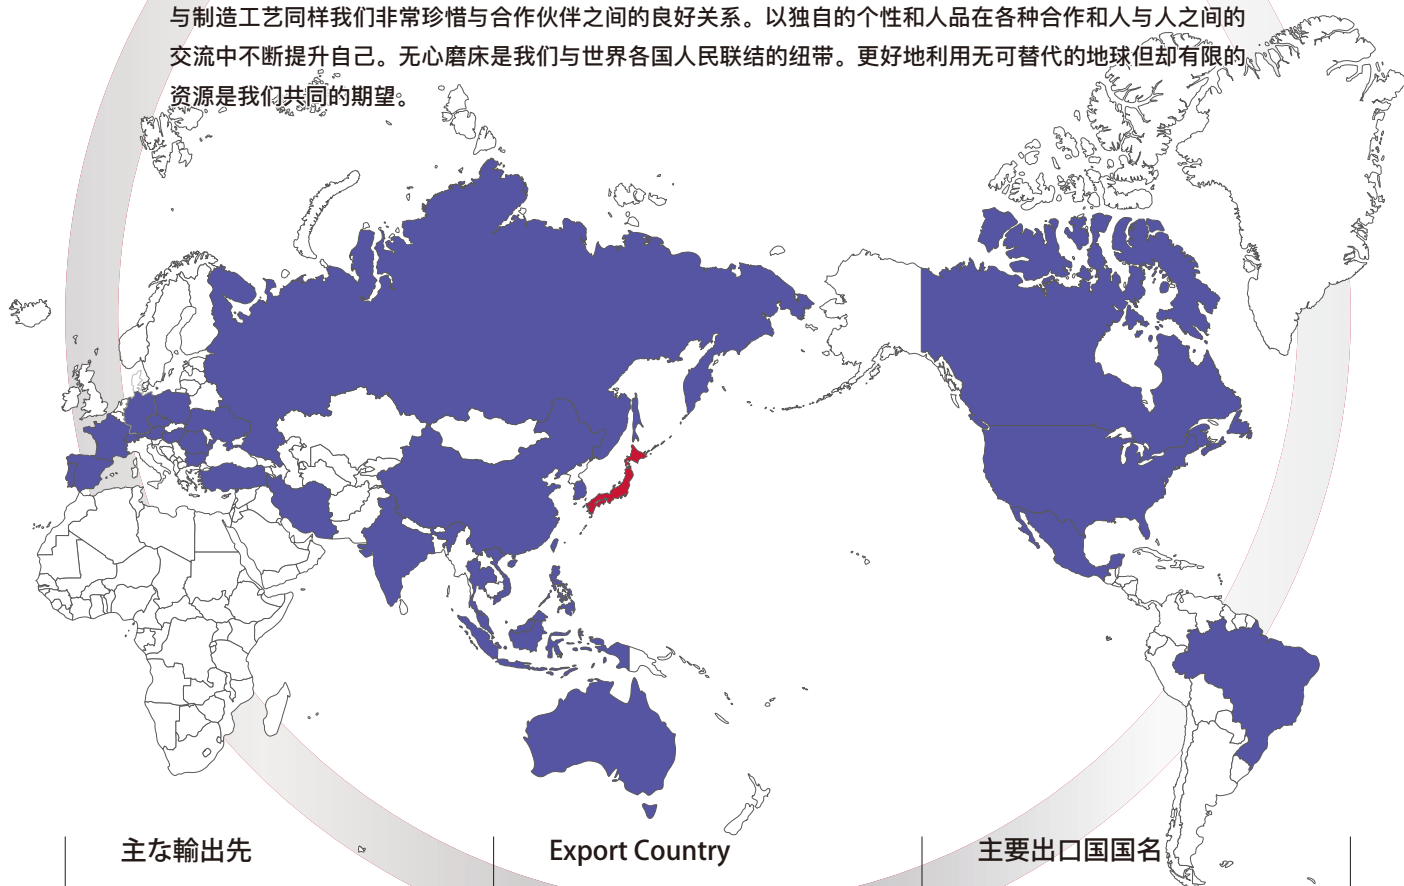 与制造工艺同样我们非常珍惜与合作伙伴之间的良好关系。以独自的个性和人品在各种合作和人与人之间的
交流中不断提升自己。无心磨床是我们与世界各国人民联结的纽带。更好地利用无可替代的地球但却有限的
资源是我们共同的期望。
主な輸出先
Export Country
主要出口国国名